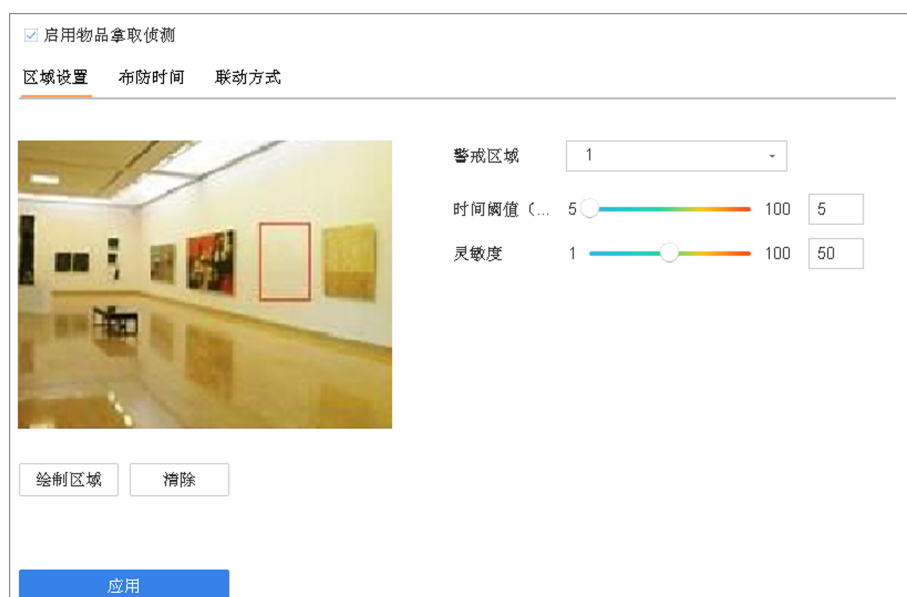 启用物品拿取侦测
区域设置 布防时间 联动方式
警戒区域 1
时间阈值（... 5 100 5
灵敏度 1 100 50
绘制区域 清除
应用